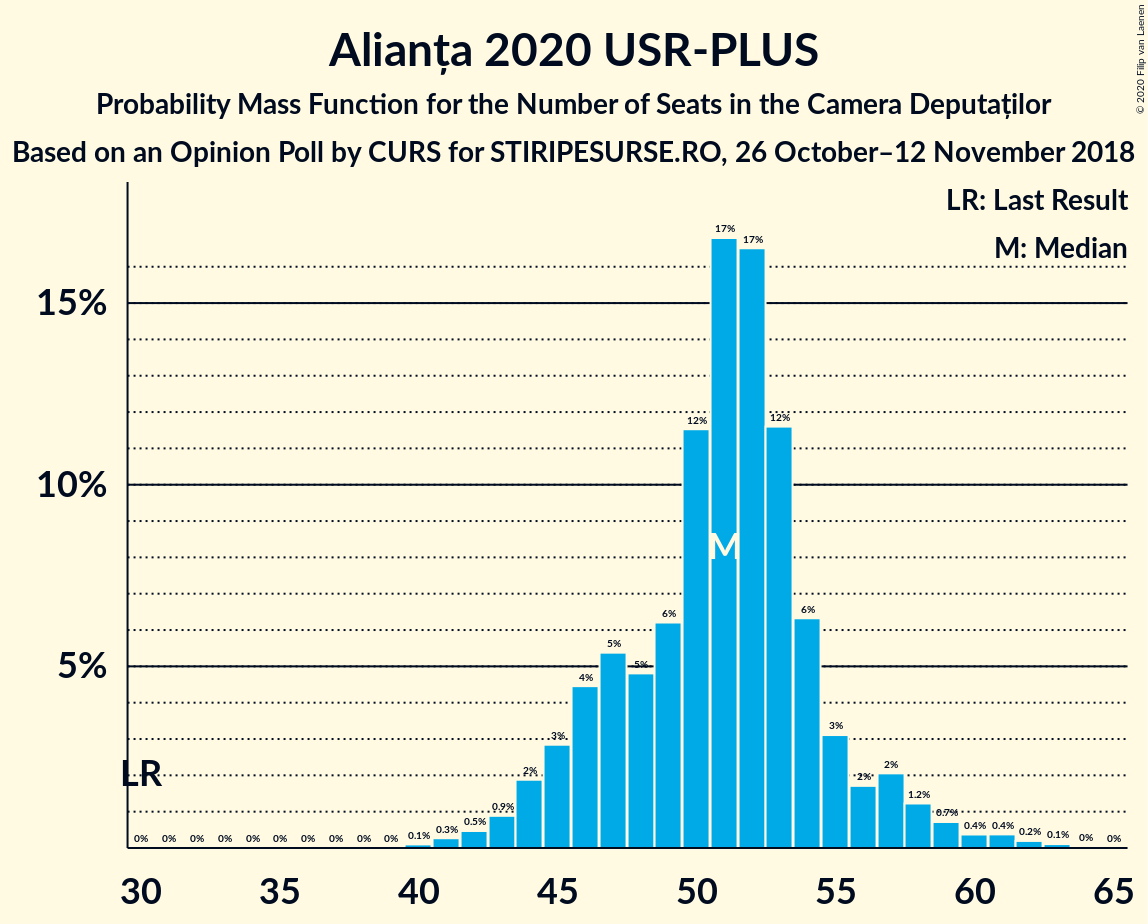 Alianța 2020 USR-PLUS
Probability Mass Function for the Number of Seats in the Camera Deputaților
Based on an Opinion Poll by CURS for STIRIPESURSE.RO, 26 October–12 November 2018
© 2020 Filip van Laenen
LR: Last Result
M: Median
15%
10%
5%
17%
17%
12%
12%
M
6%
6%
5%
5%
4%
3%
3%
2%
2%
2%
LR
1.2%
0.9%
0.7%
0.5%
0.4% 0.4%
0.3%
0.2%
0% 0% 0% 0% 0% 0% 0% 0% 0% 0% 0.1% 0.1% 0% 0%
30 35 40 45 50 55 60 65